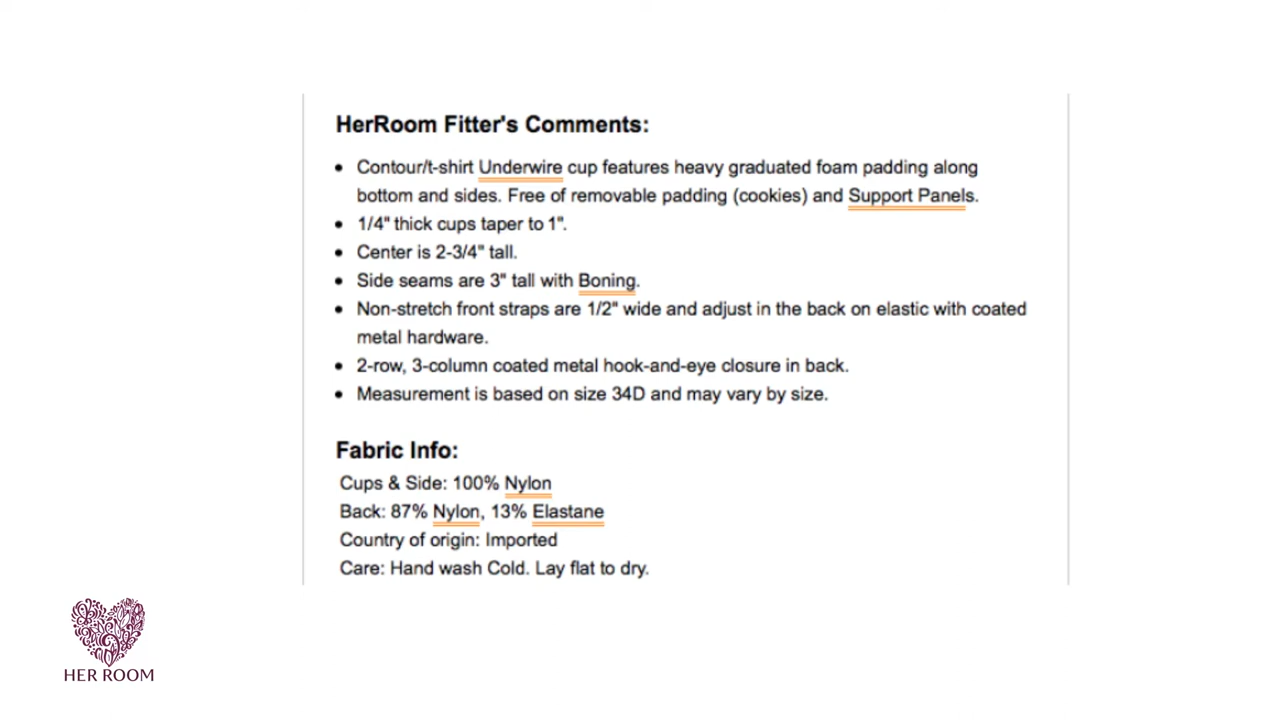 HerRoom Fitter's Comments:
• Contour/t-shirt Underwire cup features heavy graduated foam padding along
bottom and sides. Free of removable padding (cookies) and Support Panels.
• 1/4" thick cups taper to 1".
• Center is 2-3/4" tall.
• Side seams are 3" tall with Boning.
• Non-stretch front straps are 1/2" wide and adjust in the back on elastic with coated
metal hardware.
• 2-row, 3-column coated metal hook-and-eye closure in back.
• Measurement is based on size 34D and may vary by size.
Fabric Info:
Cups & Side: 100% Nylon
Back: 87% Nylon, 13% Elastane
Country of origin: Imported
Care: Hand wash Cold. Lay flat to dry.
HER ROOM